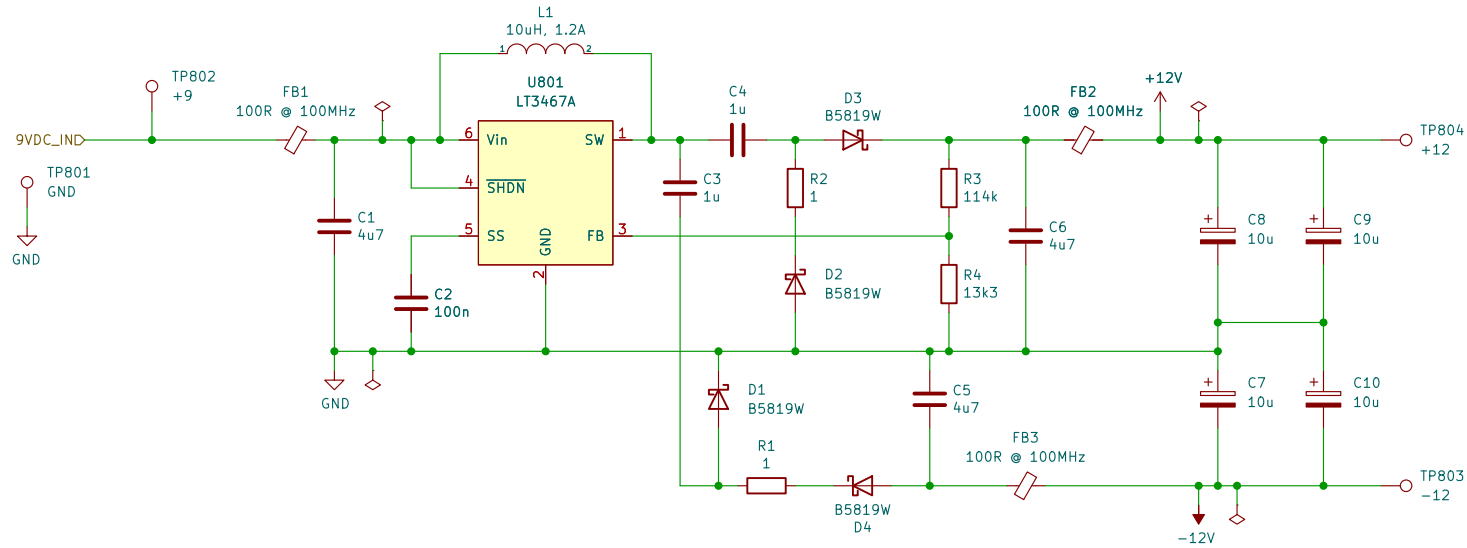 L1
10uH, 1.2A
1
2
TP802
+9
FB1
100R @ 100MHz
U801
LT3467A
C4
1u
D3
B5819W
FB2
100R @ 100MHz
+12V
9VDC_IN
6
Vin
SW
1
TP804
+12
TP801
GND
4
SHDN
C3
1u
R2
1
R3
114k
C1
4u7
5
SS
GND
FB
3
C6
4u7
C8
10u
C9
10u
+
+
GND
2
C2
100n
D2
B5819W
R4
13k3
GND
D1
B5819W
C5
4u7
+
C7
10u
+
C10
10u
R1
1
FB3
100R @ 100MHz
B5819W
D4
TP803
-12
-12V